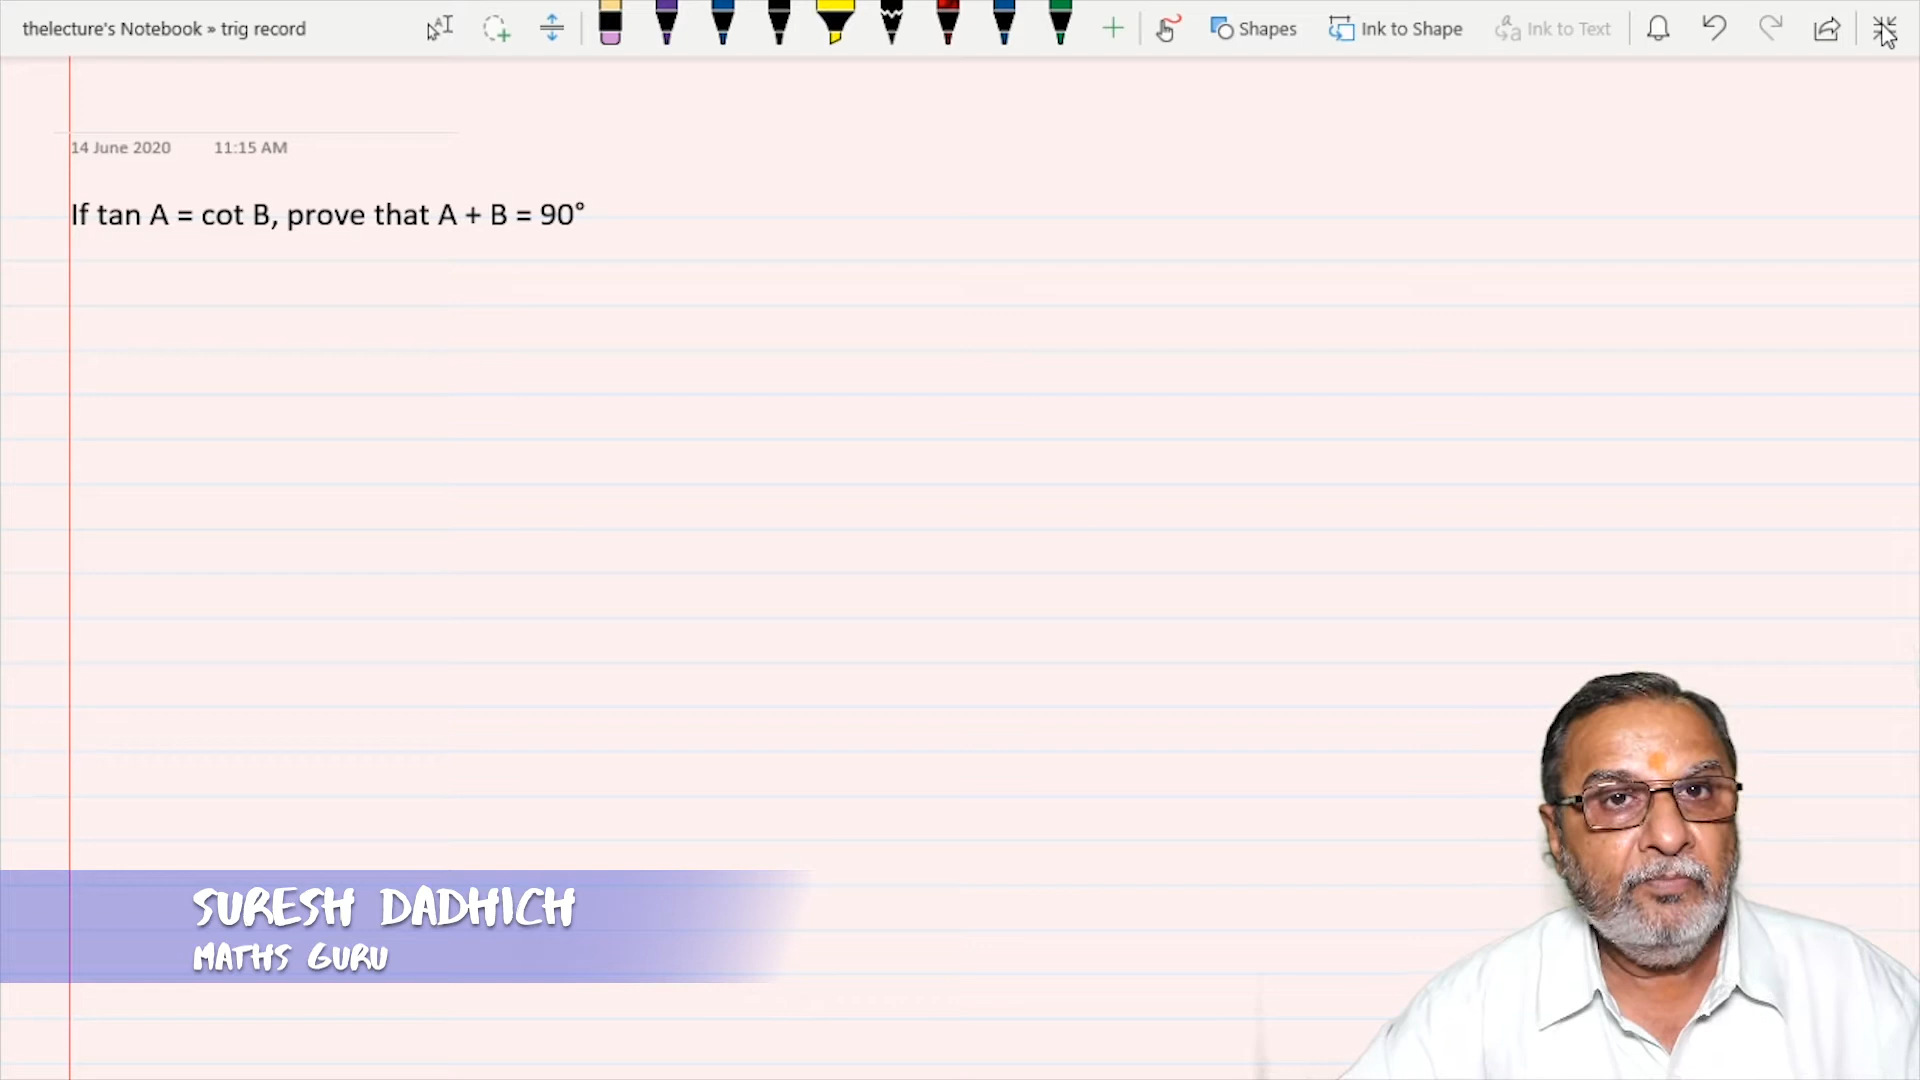 thelecture's Notebook » trig record
Shapes
Ink to Shape
Ink to Text
14 June 2020 11:15 AM
If tan A = cot B, prove that A + B = 90°
SURESH DADHICH
MATHS GURU